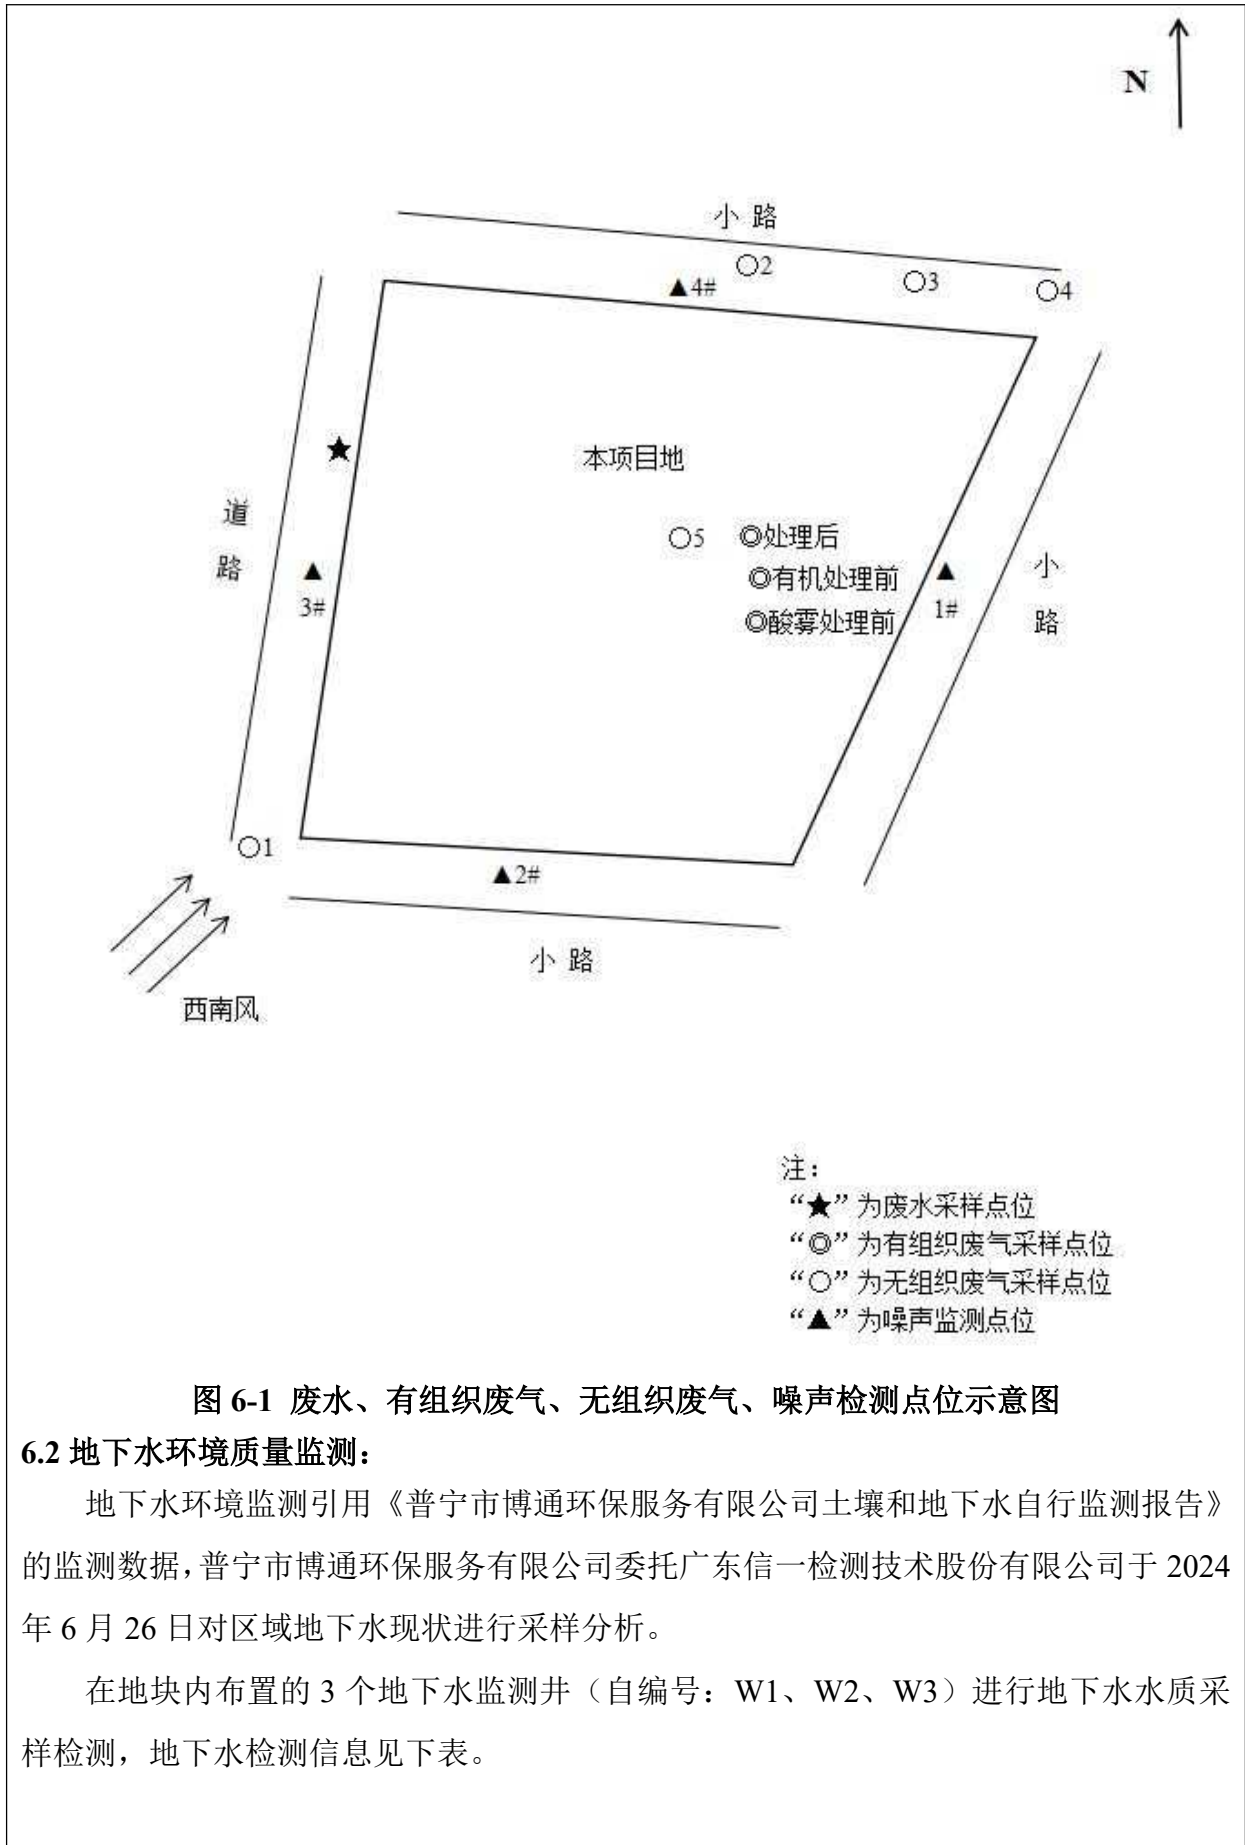 N
小 路
○2
▲4#
○3
○4
★
本项目地
道
路
○5 ◎处理后
◎有机处理前
◎酸雾处理前
▲
3#
▲
1#
小
路
○1
▲2#
小 路
西南风
注：
“★”为废水采样点位
“◎”为有组织废气采样点位
“○”为无组织废气采样点位
“▲”为噪声监测点位
图 6-1 废水、有组织废气、无组织废气、噪声检测点位示意图
6.2 地下水环境质量监测：
地下水环境监测引用《普宁市博通环保服务有限公司土壤和地下水自行监测报告》
的监测数据，普宁市博通环保服务有限公司委托广东信一检测技术股份有限公司于 2024
年 6 月 26 日对区域地下水现状进行采样分析。
在地块内布置的 3 个地下水监测井（自编号：W1、W2、W3）进行地下水水质采
样检测，地下水检测信息见下表。